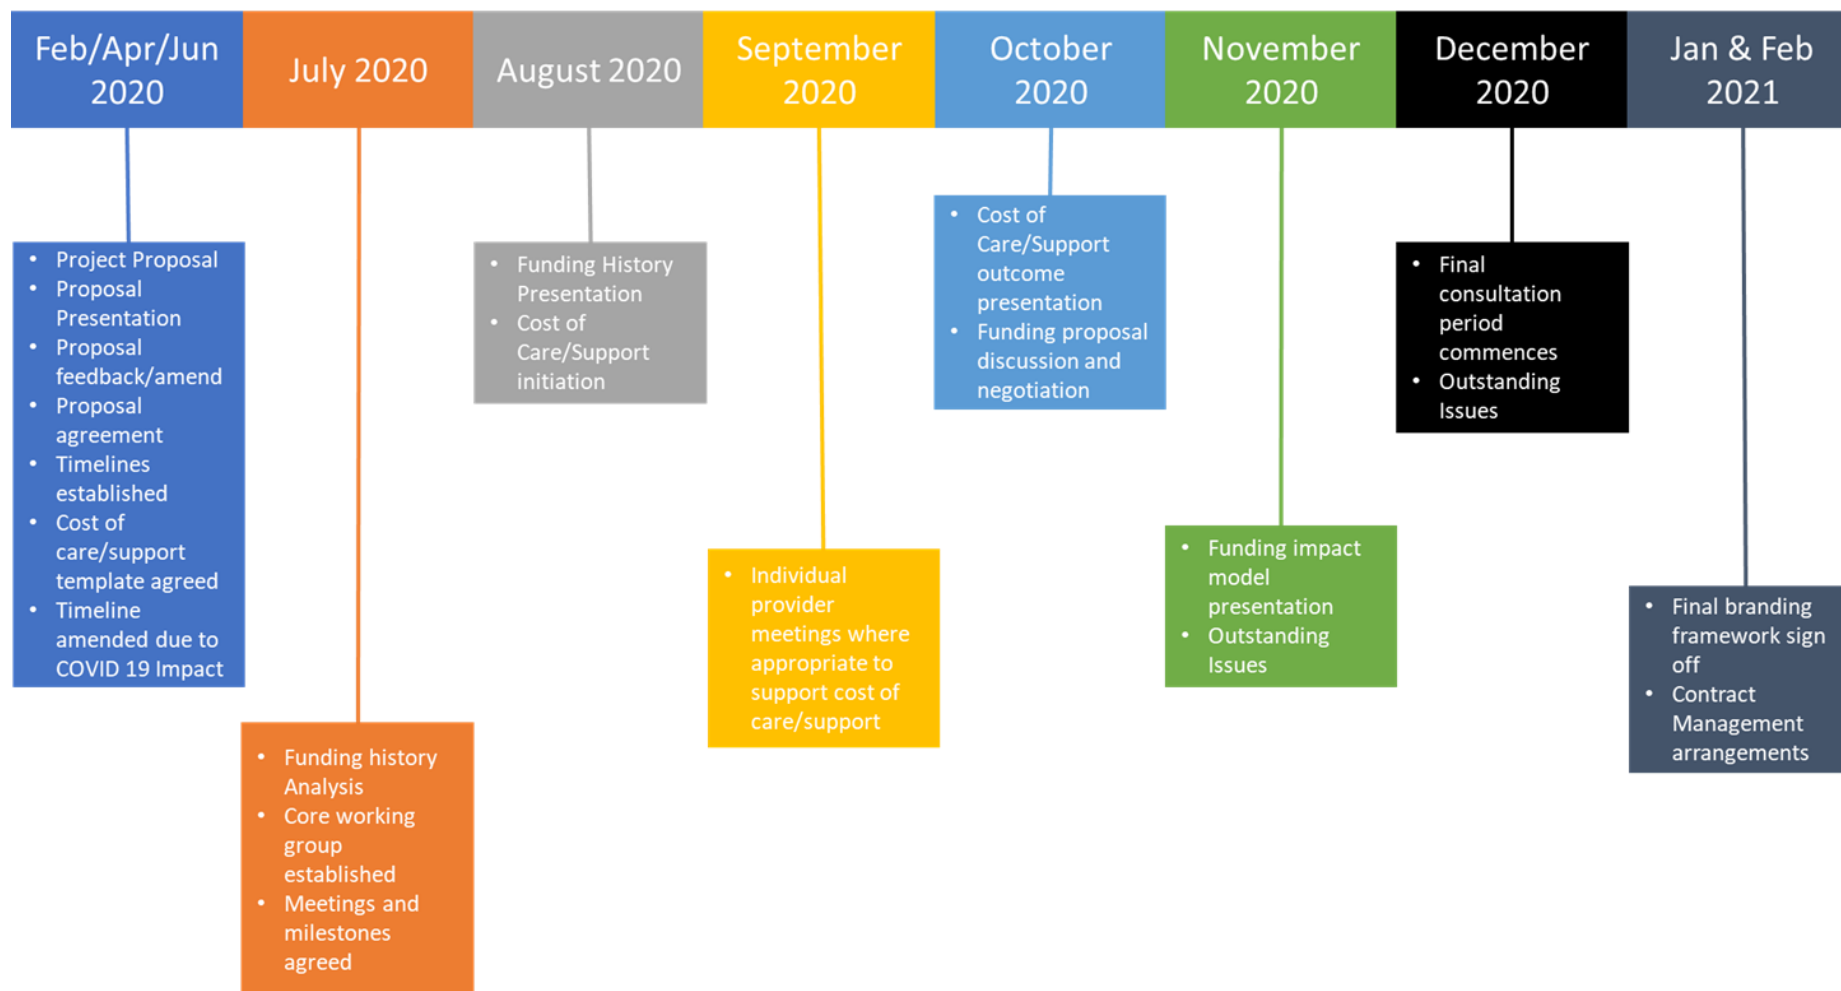 Feb/Apr/Jun
2020
July 2020
August 2020
September
2020
October
2020
November
2020
December
2020
Jan & Feb
2021
• Project Proposal
• Proposal
Presentation
• Proposal
feedback/amend
• Proposal
agreement
• Timelines
established
• Cost of
care/support
template agreed
• Timeline
amended due to
COVID 19 Impact
• Funding history
Analysis
• Core working
group
established
• Meetings and
milestones
agreed
• Funding History
Presentation
• Cost of
Care/Support
initiation
• Individual
provider
meetings where
appropriate to
support cost of
care/support
• Cost of
Care/Support
outcome
presentation
• Funding proposal
discussion and
negotiation
• Funding impact
model
presentation
• Outstanding
Issues
• Final
consultation
period
commences
• Outstanding
Issues
• Final branding
framework sign
off
• Contract
Management
arrangements